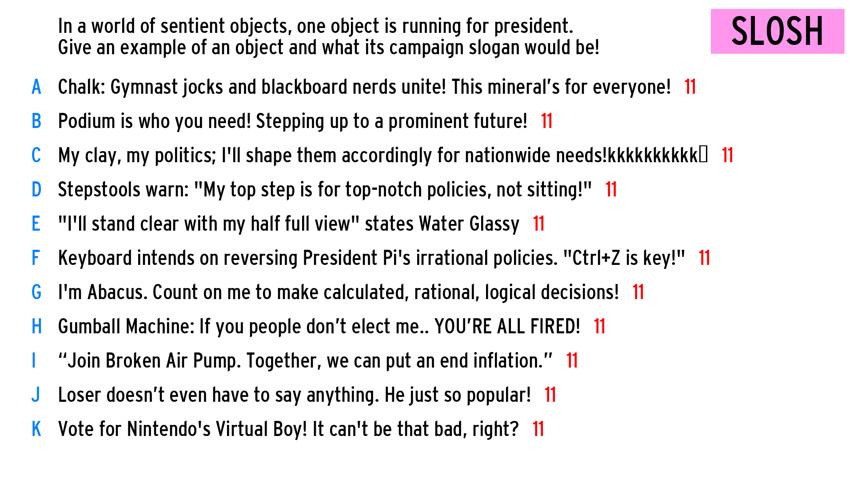 In a world of sentient objects, one object is running for president.
Give an example of an object and what its campaign slogan would be!
SLOSH
A Chalk: Gymnast jocks and blackboard nerds unite! This mineral’s for everyone! 11
B Podium is who you need! Stepping up to a prominent future! 11
C My clay, my politics; I'll shape them accordingly for nationwide needs!kkkkkkkkkk 11
D Stepstools warn: "My top step is for top-notch policies, not sitting!" 11
E "I'll stand clear with my half full view" states Water Glassy 11
F Keyboard intends on reversing President Pi's irrational policies. "Ctrl+Z is key!" 11
G I'm Abacus. Count on me to make calculated, rational, logical decisions! 11
H Gumball Machine: If you people don’t elect me.. YOU’RE ALL FIRED! 11
I “Join Broken Air Pump. Together, we can put an end inflation.” 11
J Loser doesn’t even have to say anything. He just so popular! 11
K Vote for Nintendo's Virtual Boy! It can't be that bad, right? 11